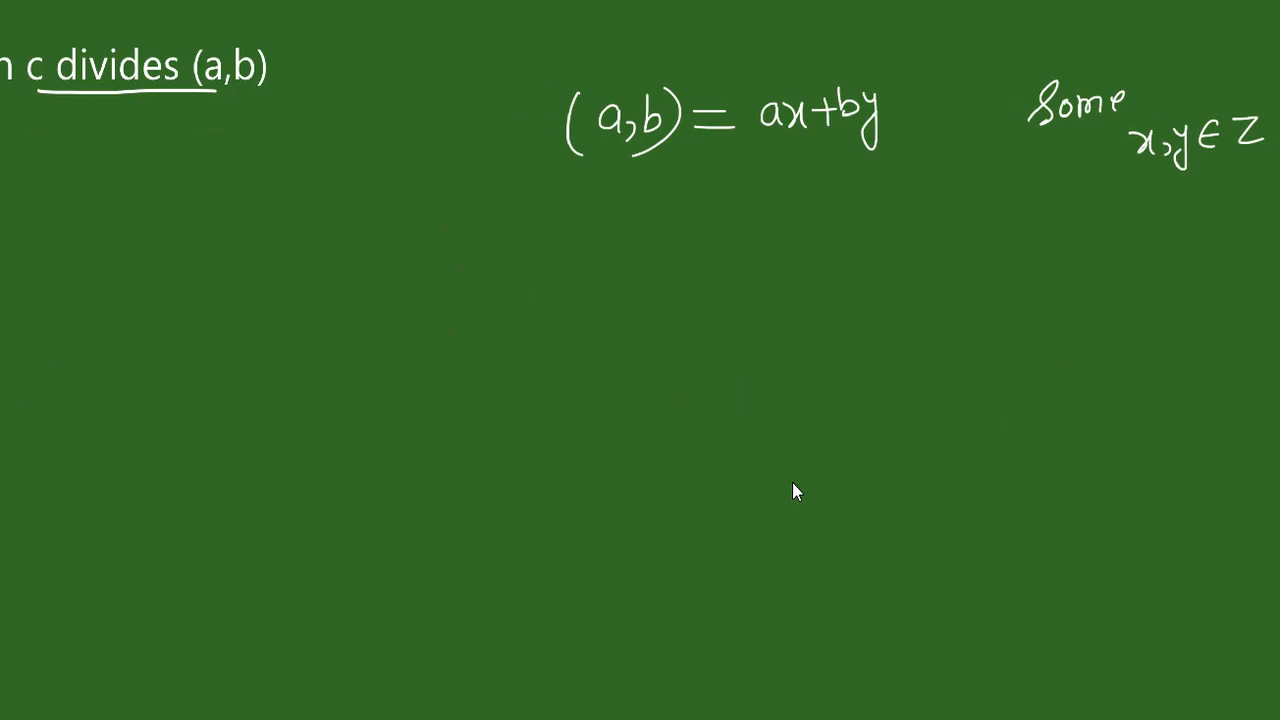 n c divides (a,b)
(a,b) = ax+by some
x,y ∈ Z